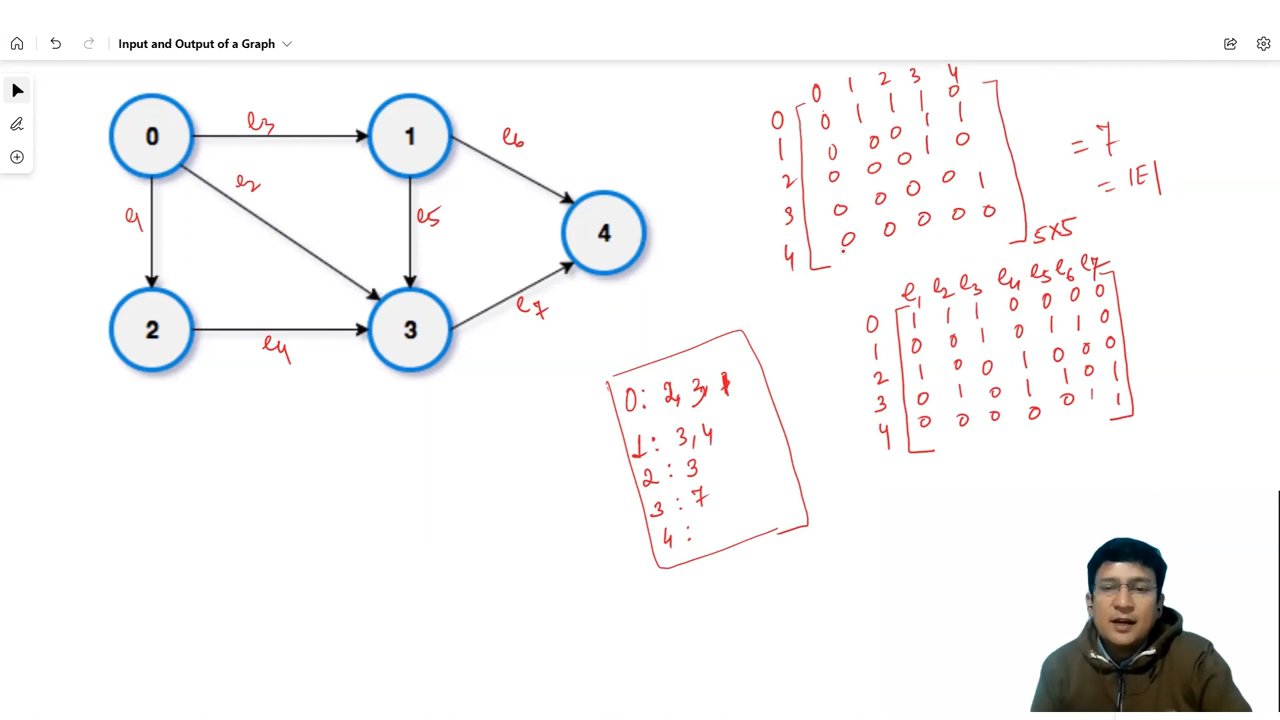 Input and Output of a Graph
0 e3 1
e2 e6
e1 e5 4
2 e4 3 e7
0 1 2 3 4
0 0 1 1 1 0
1 0 0 0 1 1
2 0 0 0 1 0
3 0 0 0 0 1
4 0 0 0 0 0
5x5
= 7
= |E|
e1 e2 e3 e4 e5 e6 e7
0 1 1 1 0 0 0 0
1 0 0 1 0 1 1 0
2 1 0 0 1 0 0 0
3 0 1 0 1 1 0 1
4 0 0 0 0 0 1 1
0: 2, 3, 1
1: 3, 4
2: 3
3: 7
4: